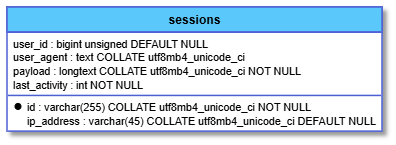 sessions
user_id : bigint unsigned DEFAULT NULL
user_agent : text COLLATE utf8mb4_unicode_ci
payload : longtext COLLATE utf8mb4_unicode_ci NOT NULL
last_activity : int NOT NULL
id : varchar(255) COLLATE utf8mb4_unicode_ci NOT NULL
ip_address : varchar(45) COLLATE utf8mb4_unicode_ci DEFAULT NULL